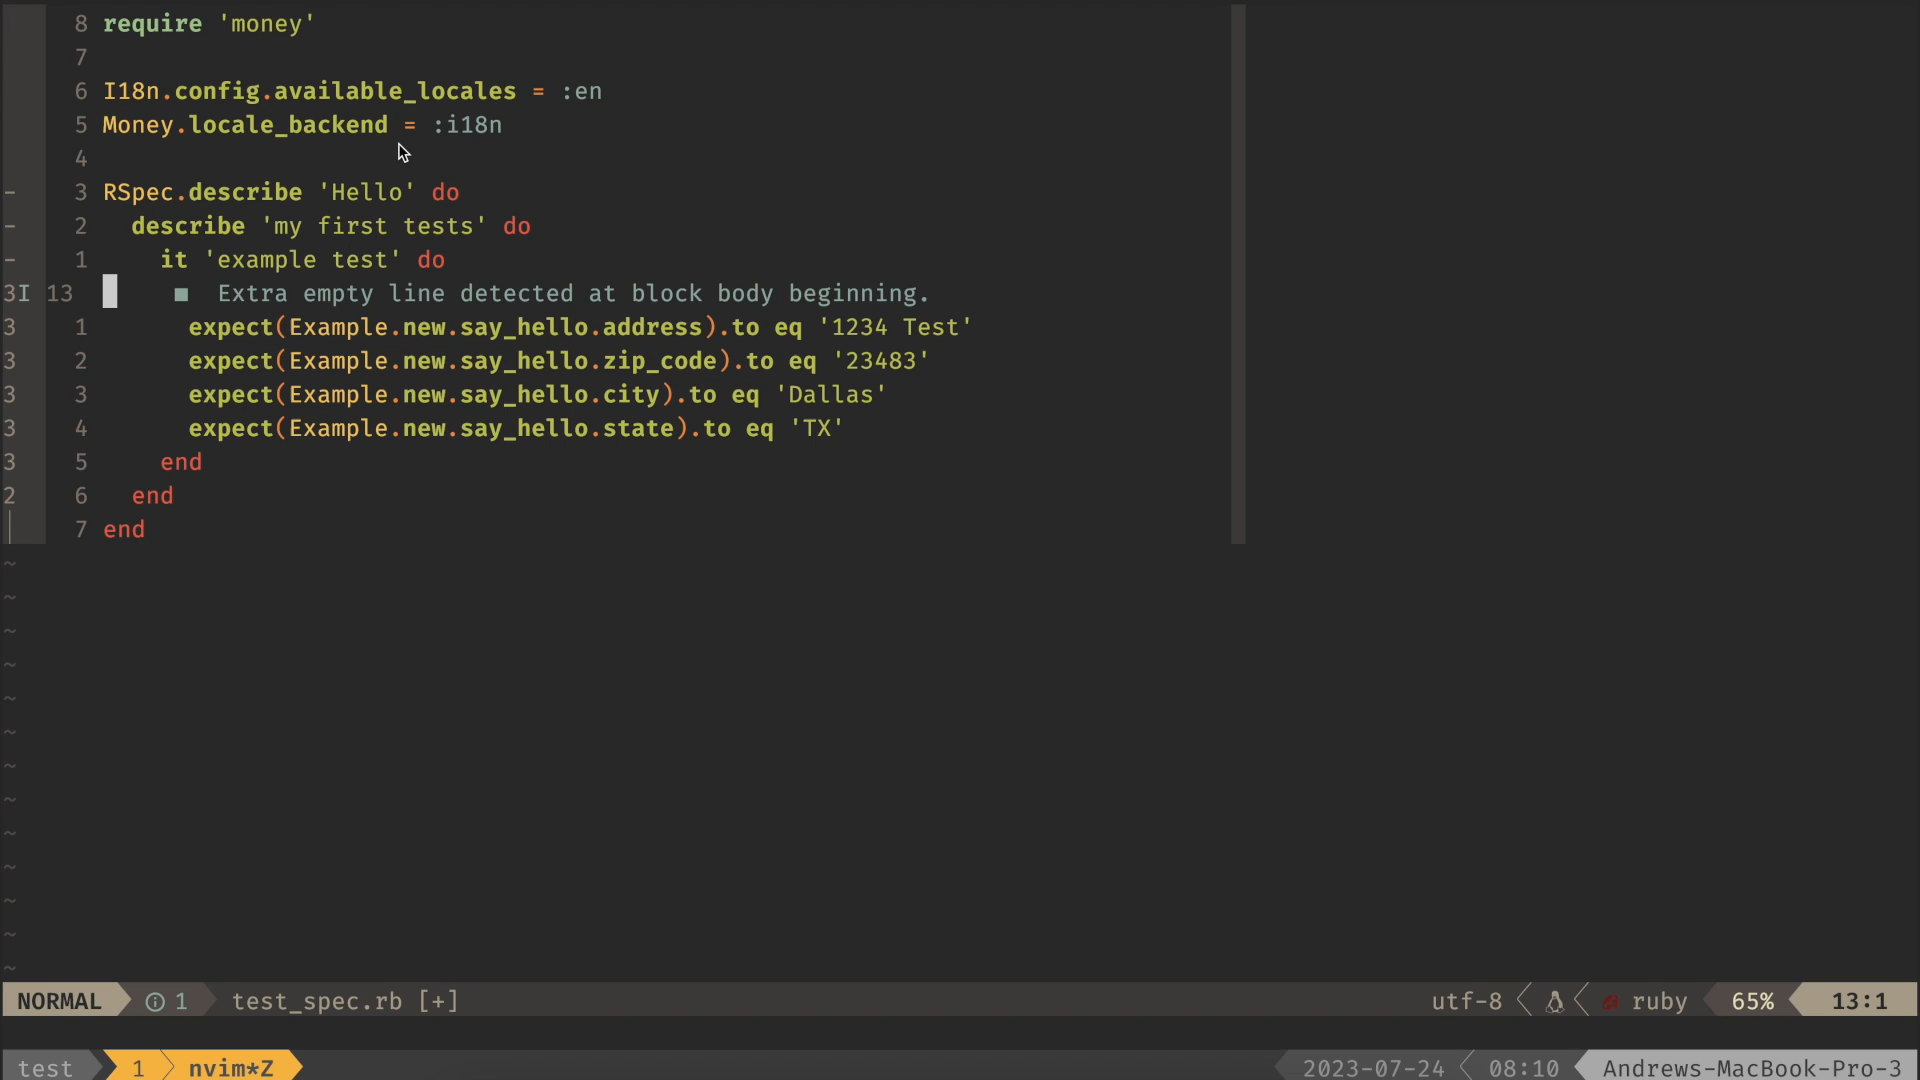 8 require 'money'
7
6 I18n.config.available_locales = :en
5 Money.locale_backend = :i18n
4
- 3 RSpec.describe 'Hello' do
- 2 describe 'my first tests' do
- 1 it 'example test' do
3I 13 ■ Extra empty line detected at block body beginning.
3 1 expect(Example.new.say_hello.address).to eq '1234 Test'
3 2 expect(Example.new.say_hello.zip_code).to eq '23483'
3 3 expect(Example.new.say_hello.city).to eq 'Dallas'
3 4 expect(Example.new.say_hello.state).to eq 'TX'
3 5 end
2 6 end
│ 7 end
~
~
~
~
~
~
~
~
~
~
~
~
~
NORMAL 1 test_spec.rb [+] utf-8 ruby 65% 13:1
test 1 nvim*Z 2023-07-24 08:10 Andrews-MacBook-Pro-3